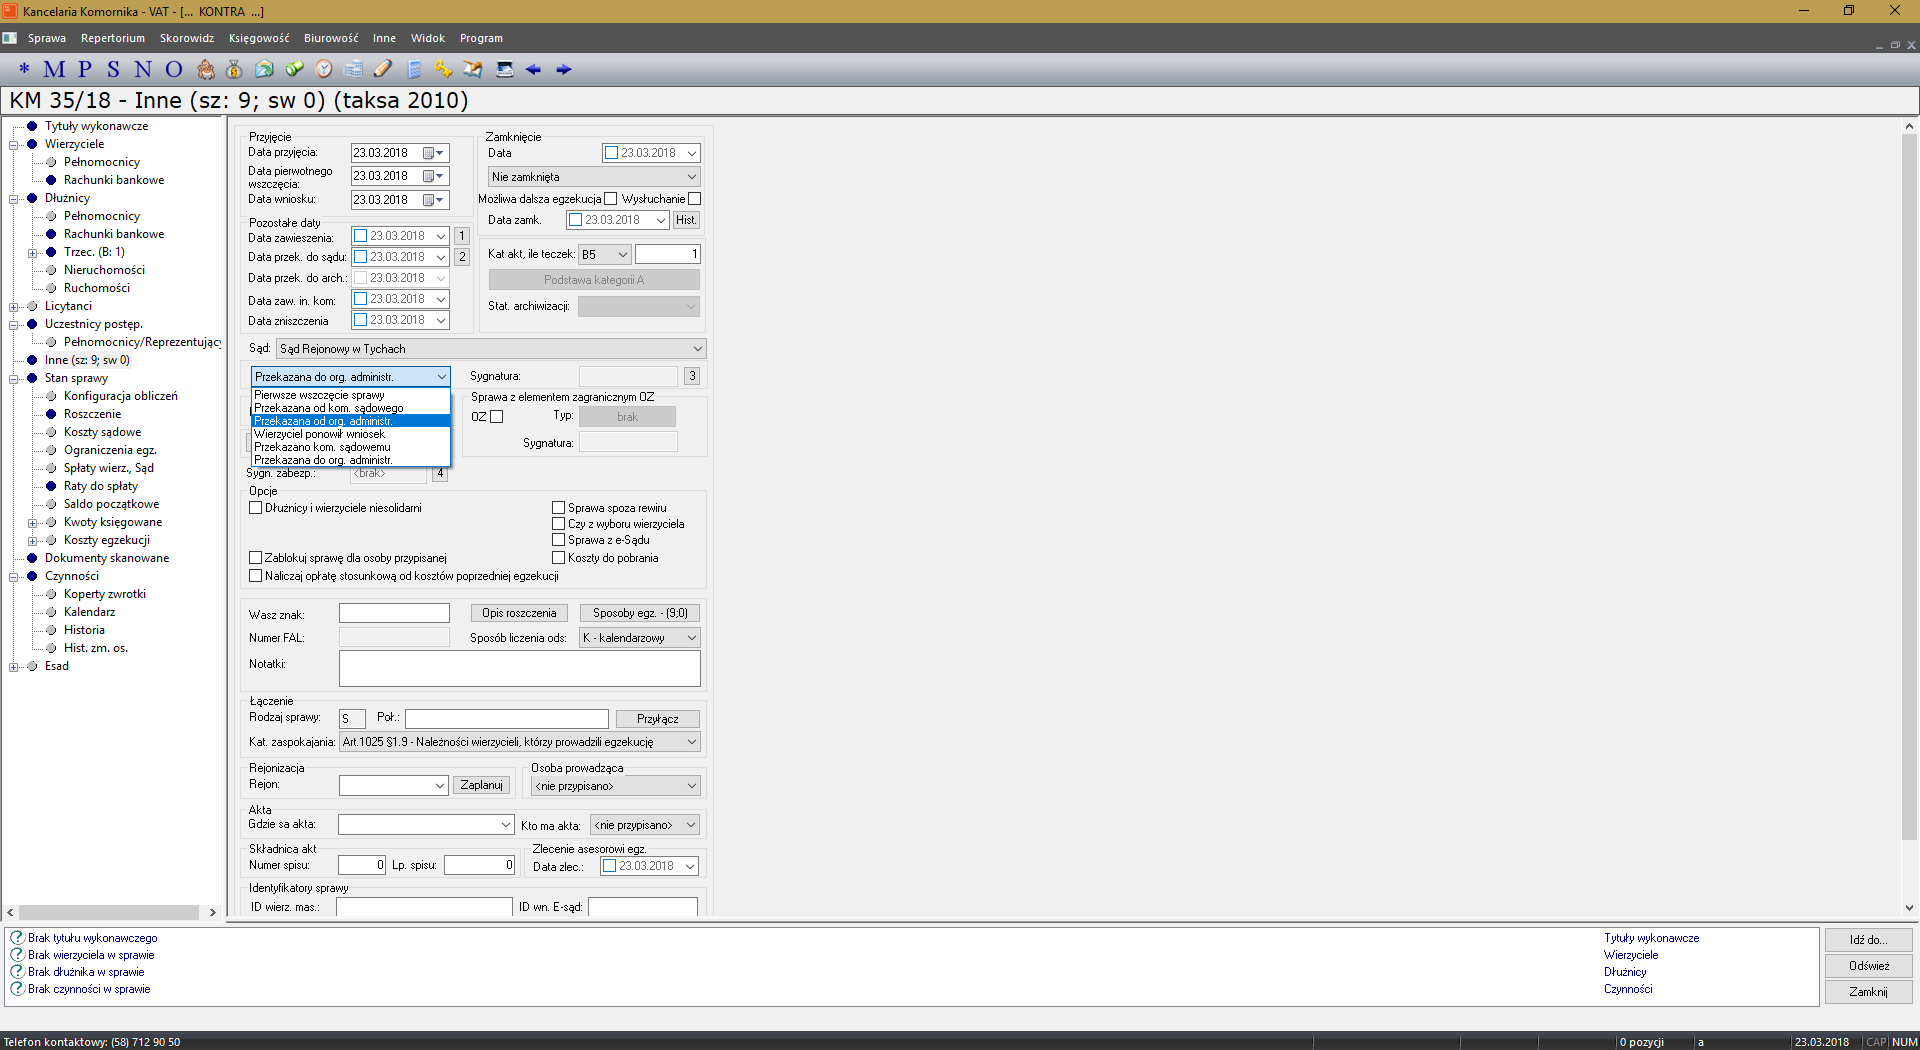 Kancelaria Komornika - VAT - [... KONTRA ...]
Sprawa Repertorium Skorowidz Księgowość Biurowość Inne Widok Program
* M P S N O
KM 35/18 - Inne (sz: 9; sw 0) (taksa 2010)
Tytuły wykonawcze
Wierzyciele
Pełnomocnicy
Rachunki bankowe
Dłużnicy
Pełnomocnicy
Rachunki bankowe
Trzec. (B: 1)
Nieruchomości
Ruchomości
Licytanci
Uczestnicy postęp.
Pełnomocnicy/Reprezentujący
Inne (sz: 9; sw 0)
Stan sprawy
Konfiguracja obliczeń
Roszczenie
Koszty sądowe
Ograniczenia egz.
Spłaty wierz., Sąd
Raty do spłaty
Saldo początkowe
Kwoty księgowane
Koszty egzekucji
Dokumenty skanowane
Czynności
Koperty zwrotki
Kalendarz
Historia
Hist. zm. os.
Esad
Przyjęcie
Data przyjęcia: 23.03.2018
Data pierwotnego wszczęcia: 23.03.2018
Data wniosku: 23.03.2018
Zamknięcie
Data 23.03.2018
Nie zamknięta
Możliwa dalsza egzekucja Wysłuchanie
Data zamk. 23.03.2018 Hist.
Pozostałe daty
Data zawieszenia: 23.03.2018 1
Data przek. do sądu: 23.03.2018 2
Data przek. do arch.: 23.03.2018
Data zaw. in. kom: 23.03.2018
Data zniszczenia 23.03.2018
Kat akt, ile teczek: B5 1
Podstawa kategorii A
Stat. archiwizacji:
Sąd: Sąd Rejonowy w Tychach
Przekazana do org. administr. Sygnatura: 3
Pierwsze wszczęcie sprawy
Przekazana od kom. sądowego
Przekazana od org. administr.
Wierzyciel ponowił wniosek
Przekazano kom. sądowemu
Przekazana do org. administr.
Sprawa z elementem zagranicznym OZ
OZ Typ: brak
Sygnatura:
Sygn. zabezp.: <brak> 4
Opcje
Dłużnicy i wierzyciele niesolidarni Sprawa spoza rewiru
Czy z wyboru wierzyciela
Sprawa z e-Sądu
Zablokuj sprawę dla osoby przypisanej Koszty do pobrania
Naliczaj opłatę stosunkową od kosztów poprzedniej egzekucji
Wasz znak: Opis roszczenia Sposoby egz. - (9;0)
Numer FAL: Sposób liczenia ods: K - kalendarzowy
Notatki:
Łączenie
Rodzaj sprawy: S Poł.: Przyłącz
Kat. zaspokajania: Art.1025 §1.9 - Należności wierzycieli, którzy prowadzili egzekucję
Rejonizacja
Rejon: Zaplanuj
Osoba prowadząca
<nie przypisano>
Akta
Gdzie sa akta: Kto ma akta: <nie przypisano>
Składnica akt
Numer spisu: 0 Lp. spisu: 0
Zlecenie asesorowi egz.
Data zlec.: 23.03.2018
Identyfikatory sprawy
ID wierz. mas.: ID wn. E-sąd:
Brak tytułu wykonawczego Tytuły wykonawcze
Brak wierzyciela w sprawie Wierzyciele
Brak dłużnika w sprawie Dłużnicy
Brak czynności w sprawie Czynności
Idź do...
Odśwież
Zamknij
Telefon kontaktowy: (58) 712 90 50 0 pozycji a 23.03.2018 CAP NUM